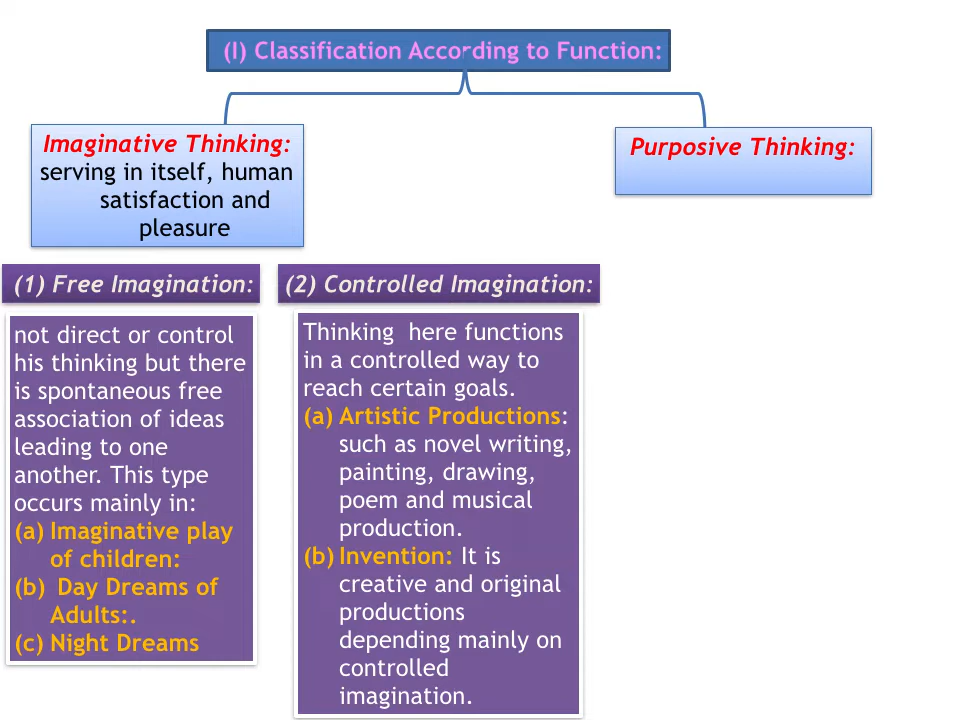 (I) Classification According to Function:
Imaginative Thinking:
serving in itself, human
satisfaction and
pleasure
Purposive Thinking:
(1) Free Imagination:
not direct or control
his thinking but there
is spontaneous free
association of ideas
leading to one
another. This type
occurs mainly in:
(a) Imaginative play
of children:
(b) Day Dreams of
Adults:.
(c) Night Dreams
(2) Controlled Imagination:
Thinking here functions
in a controlled way to
reach certain goals.
(a) Artistic Productions:
such as novel writing,
painting, drawing,
poem and musical
production.
(b) Invention: It is
creative and original
productions
depending mainly on
controlled
imagination.